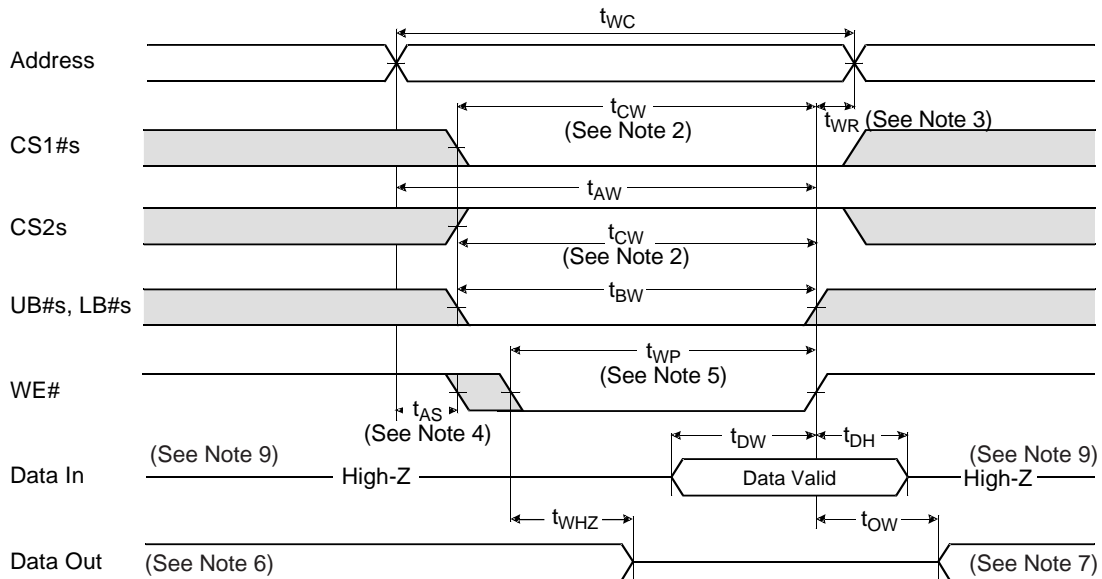 tWC
Address
tCW
(See Note 2)
tWR (See Note 3)
CS1#s
tAW
CS2s
tCW
(See Note 2)
tBW
UB#s, LB#s
tWP
(See Note 5)
WE#
tAS
(See Note 4)
tDW
tDH
(See Note 9)
(See Note 9)
Data In
High-Z
Data Valid
High-Z
tWHZ
tOW
Data Out
(See Note 6)
(See Note 7)